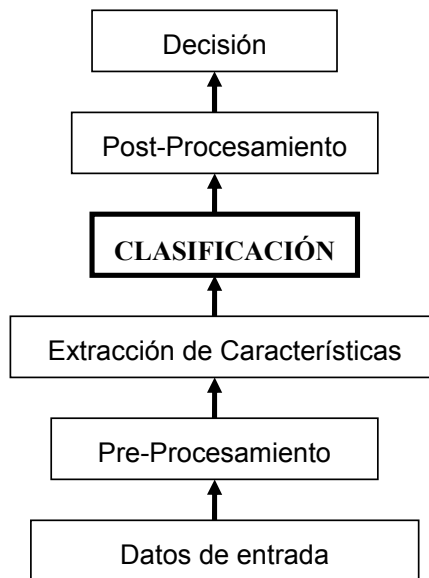 Decisión
Post-Procesamiento
CLASIFICACIÓN
Extracción de Características
Pre-Procesamiento
Datos de entrada